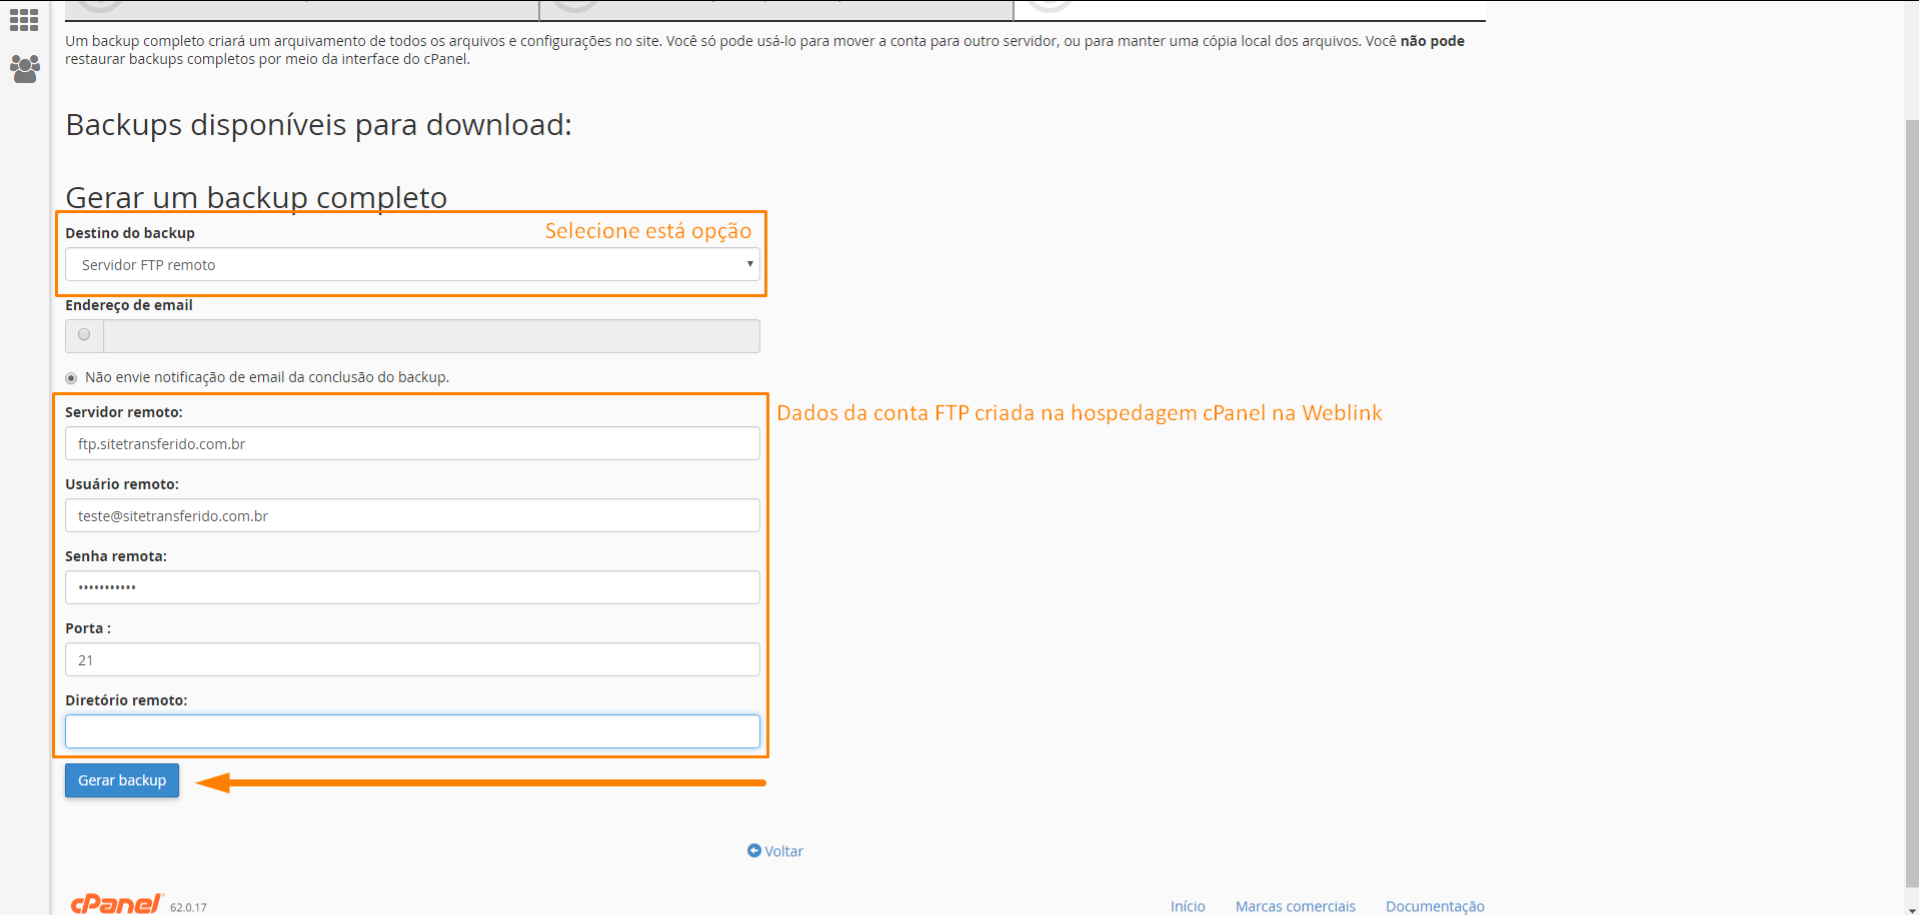 Um backup completo criará um arquivamento de todos os arquivos e configurações no site. Você só pode usá-lo para mover a conta para outro servidor, ou para manter uma cópia local dos arquivos. Você não pode
restaurar backups completos por meio da interface do cPanel.
Backups disponíveis para download:
Gerar um backup completo
Destino do backup
Selecione está opção
Servidor FTP remoto
Endereço de email
Não envie notificação de email da conclusão do backup.
Servidor remoto:
Dados da conta FTP criada na hospedagem cPanel na Weblink
ftp.sitetransferido.com.br
Usuário remoto:
teste@sitetransferido.com.br
Senha remota:
•••••••••••
Porta :
21
Diretório remoto:
Gerar backup
Voltar
cPanel 62.0.17
Início Marcas comerciais Documentação